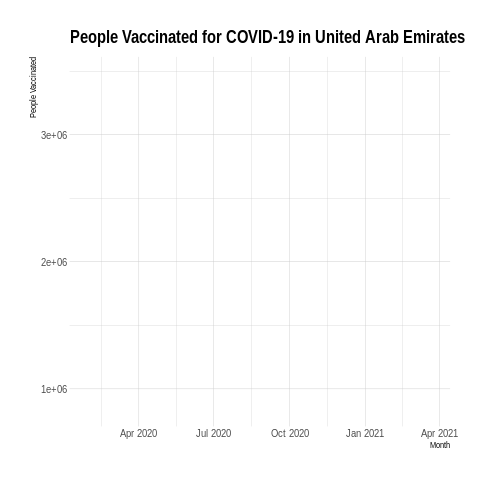 People Vaccinated for COVID-19 in United Arab Emirates
People Vaccinated
3e+06
2e+06
1e+06
Apr 2020 Jul 2020 Oct 2020 Jan 2021 Apr 2021
Month